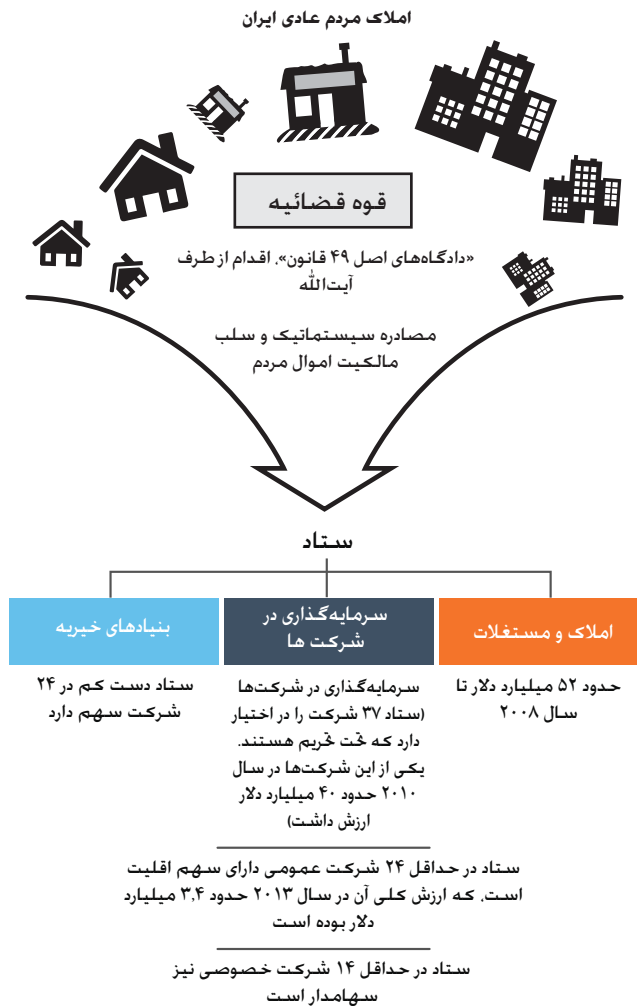 املاک مردم عادی ایران
قوه قضائیه
«دادگاه‌های اصل ۴۹ قانون»، اقدام از طرف
آیت‌الله
مصادره سیستماتیک و سلب
مالکیت اموال مردم
ستاد
املاک و مستغلات
حدود ۵۲ میلیارد دلار تا
سال ۲۰۰۸
سرمایه‌گذاری در
شرکت ها
سرمایه‌گذاری در شرکت‌ها
(ستاد ۳۷ شرکت را در اختیار
دارد که تحت تحریم هستند.
یکی از این شرکت‌ها در سال
۲۰۱۰ حدود ۴۰ میلیارد دلار
ارزش داشت)
بنیادهای خیریه
ستاد دست کم در ۲۴
شرکت سهم دارد
ستاد در حداقل ۲۴ شرکت عمومی دارای سهم اقلیت
است، که ارزش کلی آن در سال ۲۰۱۳ حدود ۳,۴ میلیارد
دلار بوده است
ستاد در حداقل ۱۴ شرکت خصوصی نیز
سهامدار است